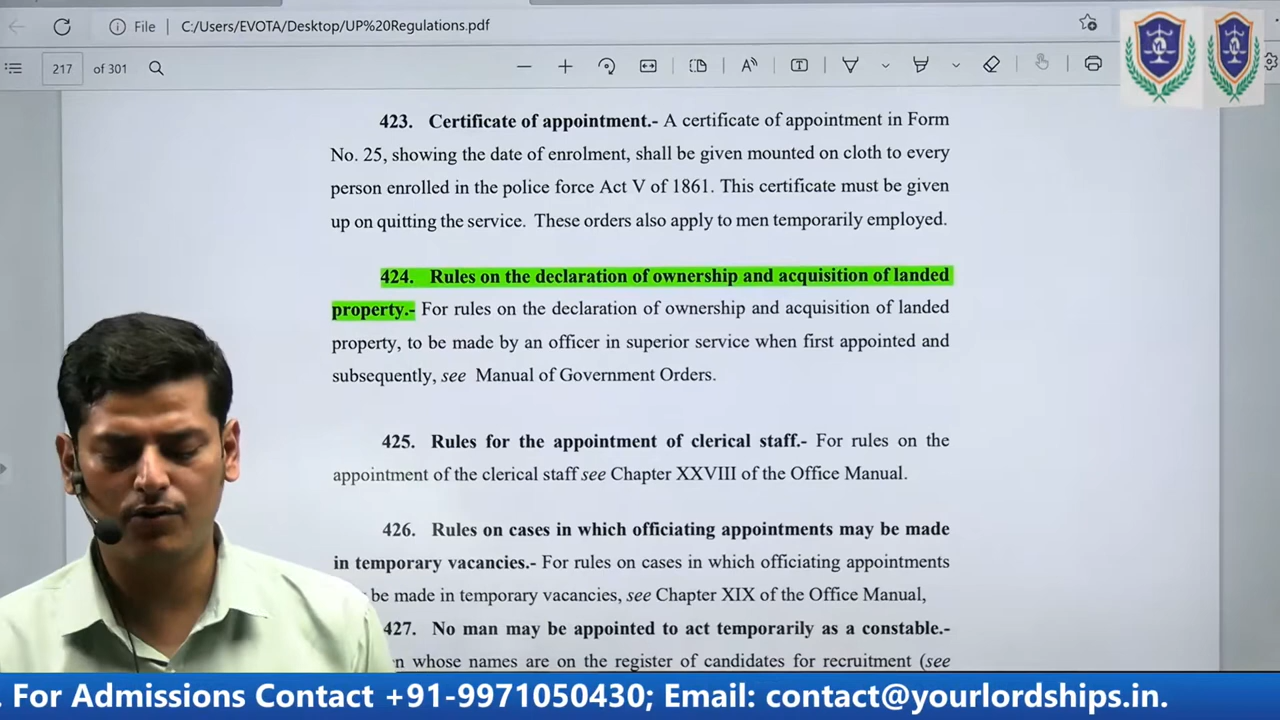 File C:/Users/EVOTA/Desktop/UP%20Regulations.pdf
217 of 301
423. Certificate of appointment.- A certificate of appointment in Form
No. 25, showing the date of enrolment, shall be given mounted on cloth to every
person enrolled in the police force Act V of 1861. This certificate must be given
up on quitting the service. These orders also apply to men temporarily employed.
424. Rules on the declaration of ownership and acquisition of landed
property.- For rules on the declaration of ownership and acquisition of landed
property, to be made by an officer in superior service when first appointed and
subsequently, see Manual of Government Orders.
425. Rules for the appointment of clerical staff.- For rules on the
appointment of the clerical staff see Chapter XXVIII of the Office Manual.
426. Rules on cases in which officiating appointments may be made
in temporary vacancies.- For rules on cases in which officiating appointments
be made in temporary vacancies, see Chapter XIX of the Office Manual,
427. No man may be appointed to act temporarily as a constable.-
whose names are on the register of candidates for recruitment (see
. For Admissions Contact +91-9971050430; Email: contact@yourlordships.in.